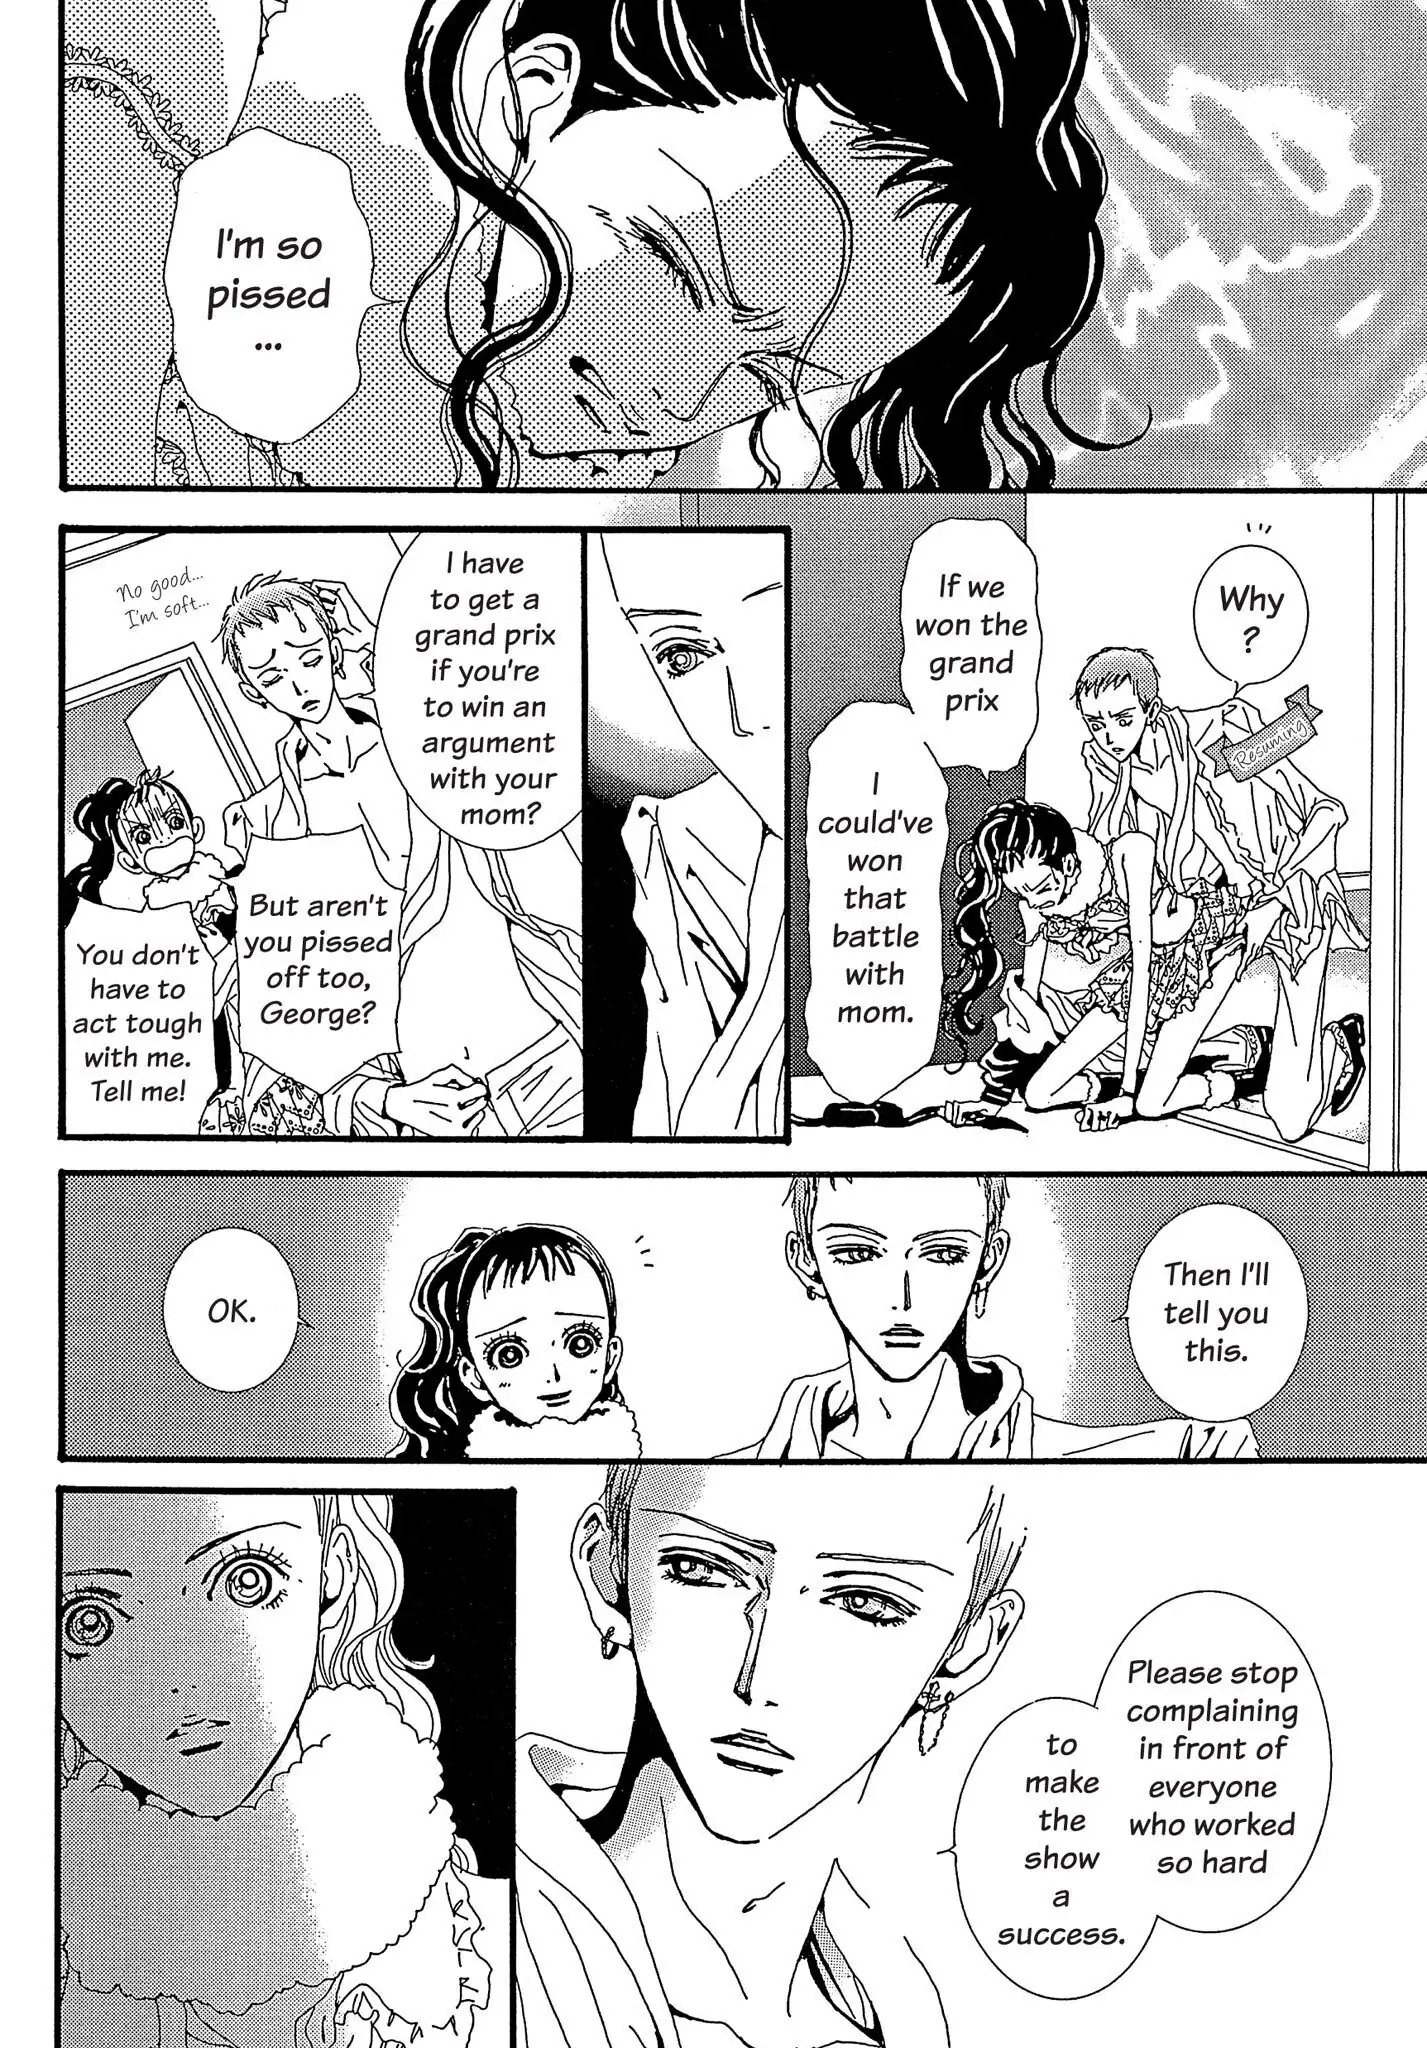 I'm so
pissed
...
Why
?
Resuming
If we
won the
grand
prix
I
could've
won
that
battle
with
mom.
I have
to get a
grand prix
if you're
to win an
argument
with your
mom?
No good...
I'm soft...
But aren't
you pissed
off too,
George?
You don't
have to
act tough
with me.
Tell me!
Then I'll
tell you
this.
OK.
Please stop
complaining
in front of
everyone
who worked
so hard
to
make
the
show
a
success.